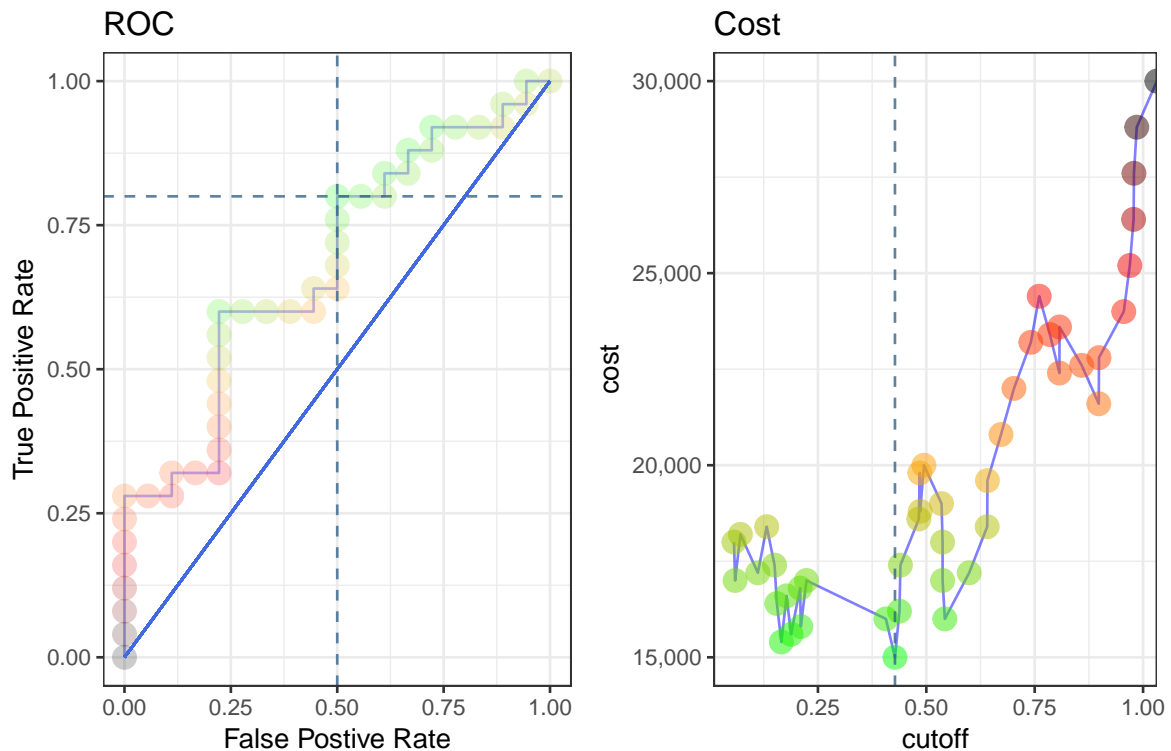 ROC
1.00
0.75
0.50
0.25
0.00
True Positive Rate
0.00 0.25 0.50 0.75 1.00
False Postive Rate
Cost
30,000
25,000
20,000
15,000
cost
0.25 0.50 0.75 1.00
cutoff